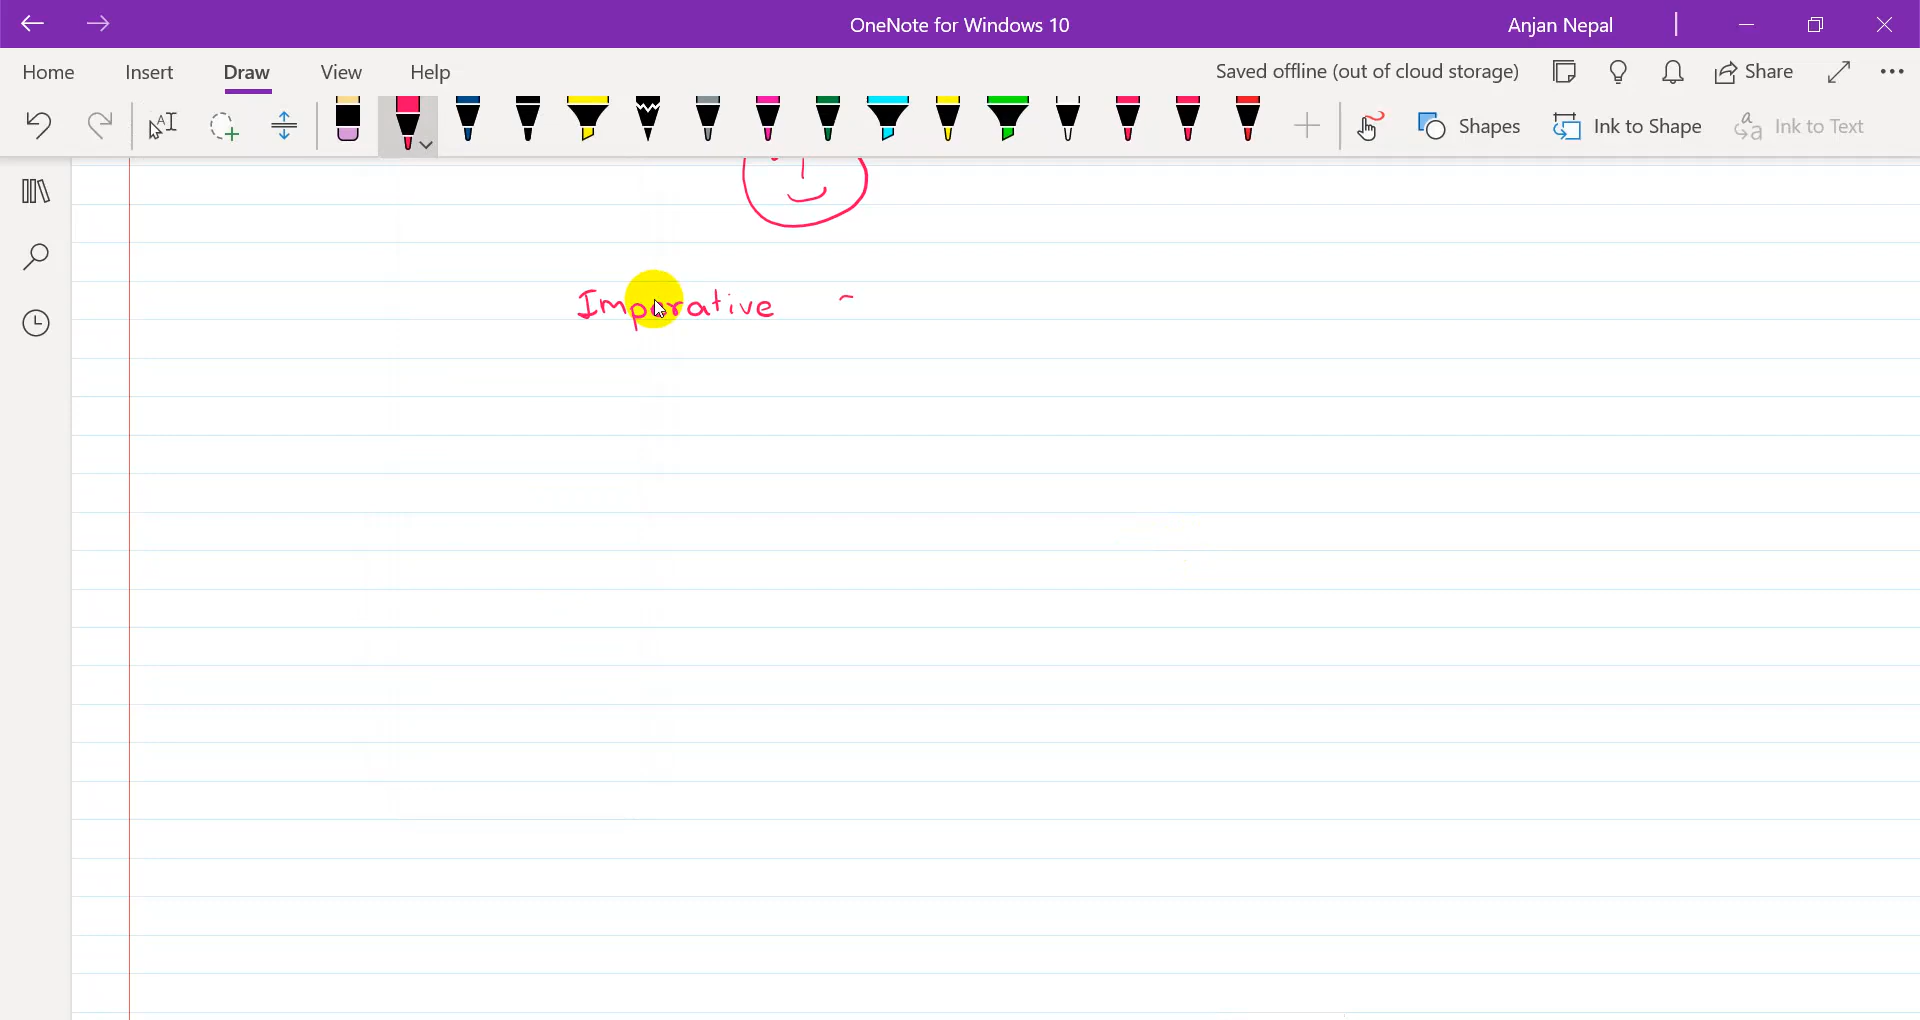 OneNote for Windows 10 Anjan Nepal
Home Insert Draw View Help Saved offline (out of cloud storage) Share
Shapes Ink to Shape Ink to Text
Imperative